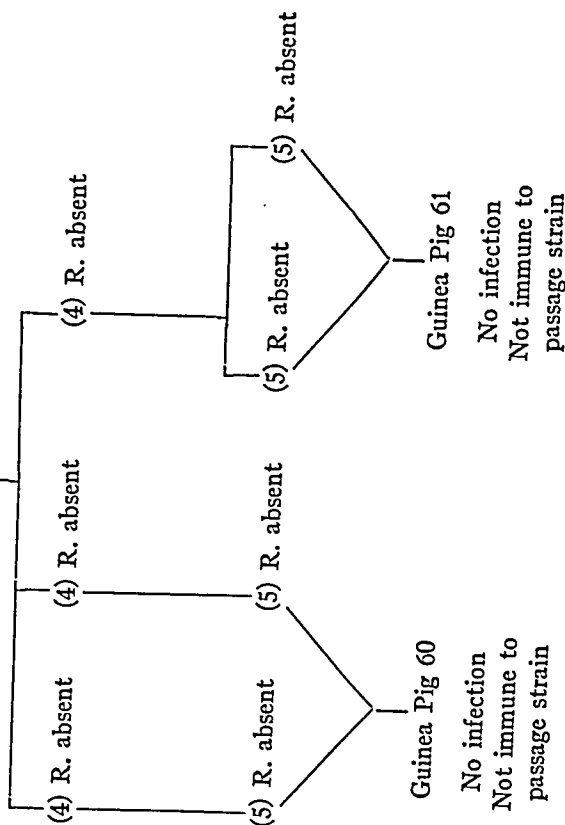 (4) R. absent
(4) R. absent
(4) R. absent
(5) R. absent
(5) R. absent
(5) R. absent
(5) R. absent
Guinea Pig 60
No infection
Not immune to
passage strain
Guinea Pig 61
No infection
Not immune to
passage strain